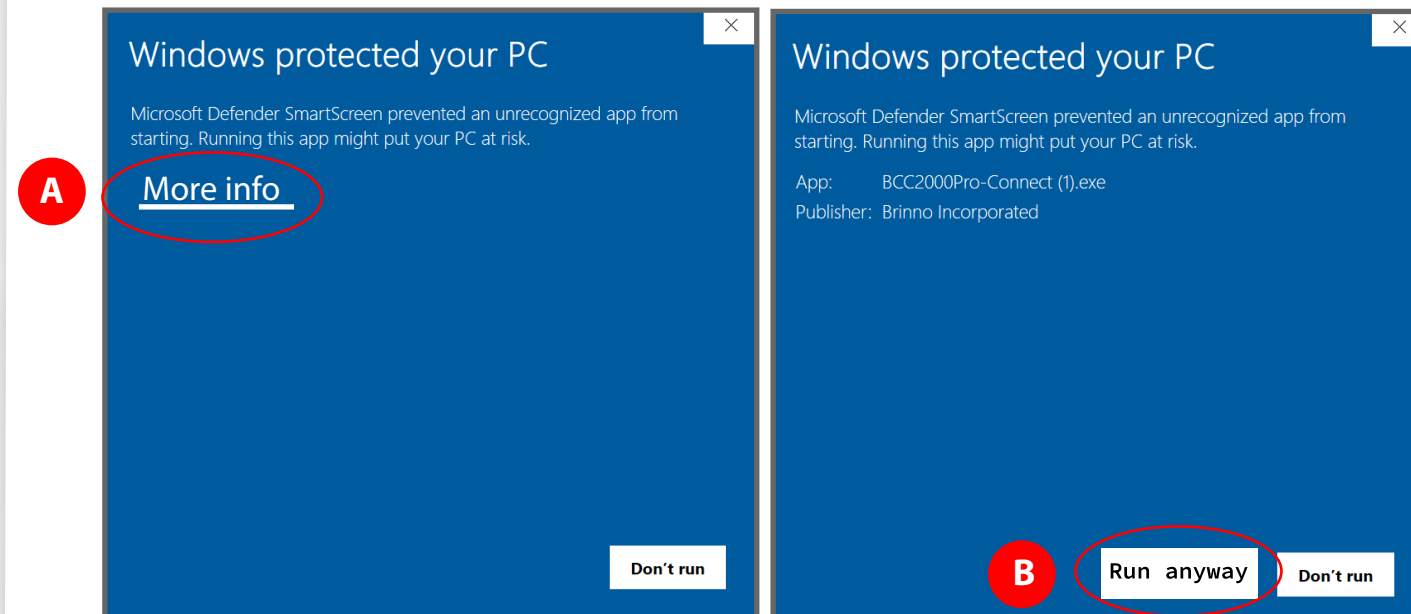 Windows protected your PC
Microsoft Defender SmartScreen prevented an unrecognized app from
starting. Running this app might put your PC at risk.
A
More info
Don't run
Windows protected your PC
Microsoft Defender SmartScreen prevented an unrecognized app from
starting. Running this app might put your PC at risk.
App: BCC2000Pro-Connect (1).exe
Publisher: Brinno Incorporated
B
Run anyway
Don't run